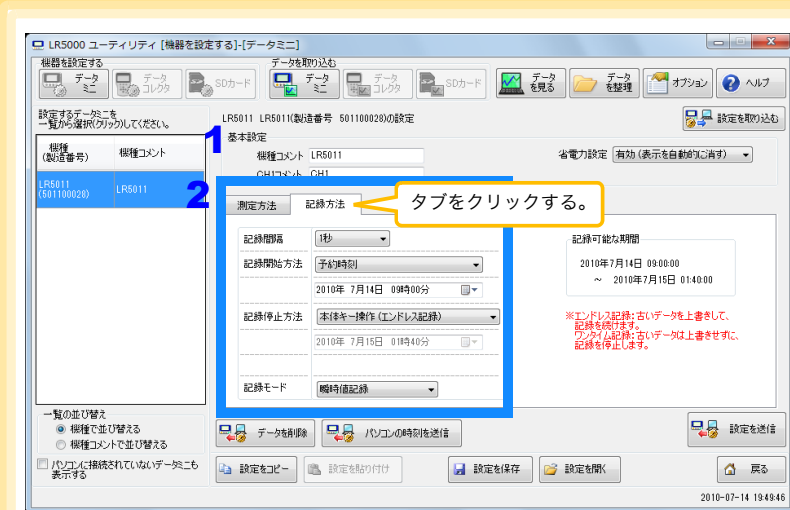 LR5000 ユーティリティ [機器を設定する]-[データミニ]
機器を設定する
データを取り込む
データ
ミニ
データ
コレクタ
SDカード
データ
ミニ
データ
コレクタ
SDカード
データ
を見る
データ
を整理
オプション
ヘルプ
設定するデータミニを
一覧から選択(クリック)してください。
LR5011 LR5011(製造番号 501100028)の設定
設定を取り込む
1
基本設定
機種
(製造番号)
機種コメント
機種コメント
LR5011
省電力設定
有効 (表示を自動的に消す)
CH1コメント
CH1
LR5011
(501100028)
LR5011
2
測定方法
記録方法
タブをクリックする。
記録間隔
1秒
記録開始方法
予約時刻
2010年 7月14日 09時00分
記録停止方法
本体キー操作 (エンドレス記録)
2010年 7月15日 01時40分
記録モード
瞬時値記録
記録可能な期間
2010年7月14日 09:00:00
～ 2010年7月15日 01:40:00
※エンドレス記録:古いデータを上書きして、
記録を続けます。
ワンタイム記録:古いデータは上書きせずに、
記録を停止します。
一覧の並び替え
機種で並び替える
機種コメントで並び替える
データを削除
パソコンの時刻を送信
設定を送信
パソコンに接続されていないデータミニも
表示する
設定をコピー
設定を貼り付け
設定を保存
設定を開く
戻る
2010-07-14 19:49:46